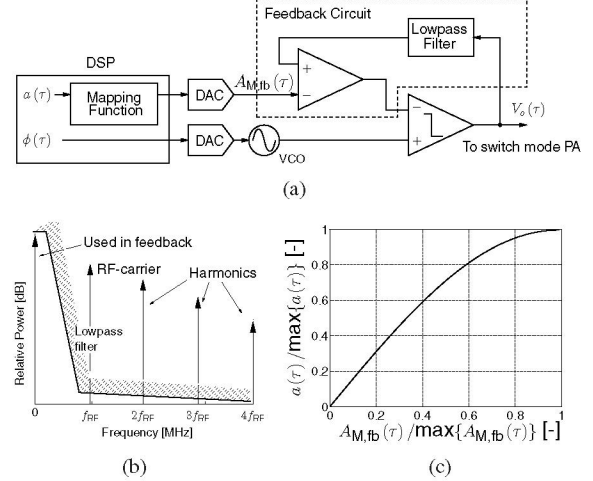 Feedback Circuit
Lowpass
Filter
DSP
a(τ)
Mapping
Function
DAC
A_M,fb(τ)
+
−
−
+
V_o(τ)
To switch mode PA
ϕ(τ)
DAC
VCO
(a)
Used in feedback
RF-carrier
Harmonics
Lowpass
filter
Relative Power [dB]
0
f_RF
2f_RF
3f_RF
4f_RF
Frequency [MHz]
(b)
a(τ)/max{a(τ)} [-]
1
0.8
0.6
0.4
0.2
0
0
0.2
0.4
0.6
0.8
1
A_M,fb(τ)/max{A_M,fb(τ)} [-]
(c)